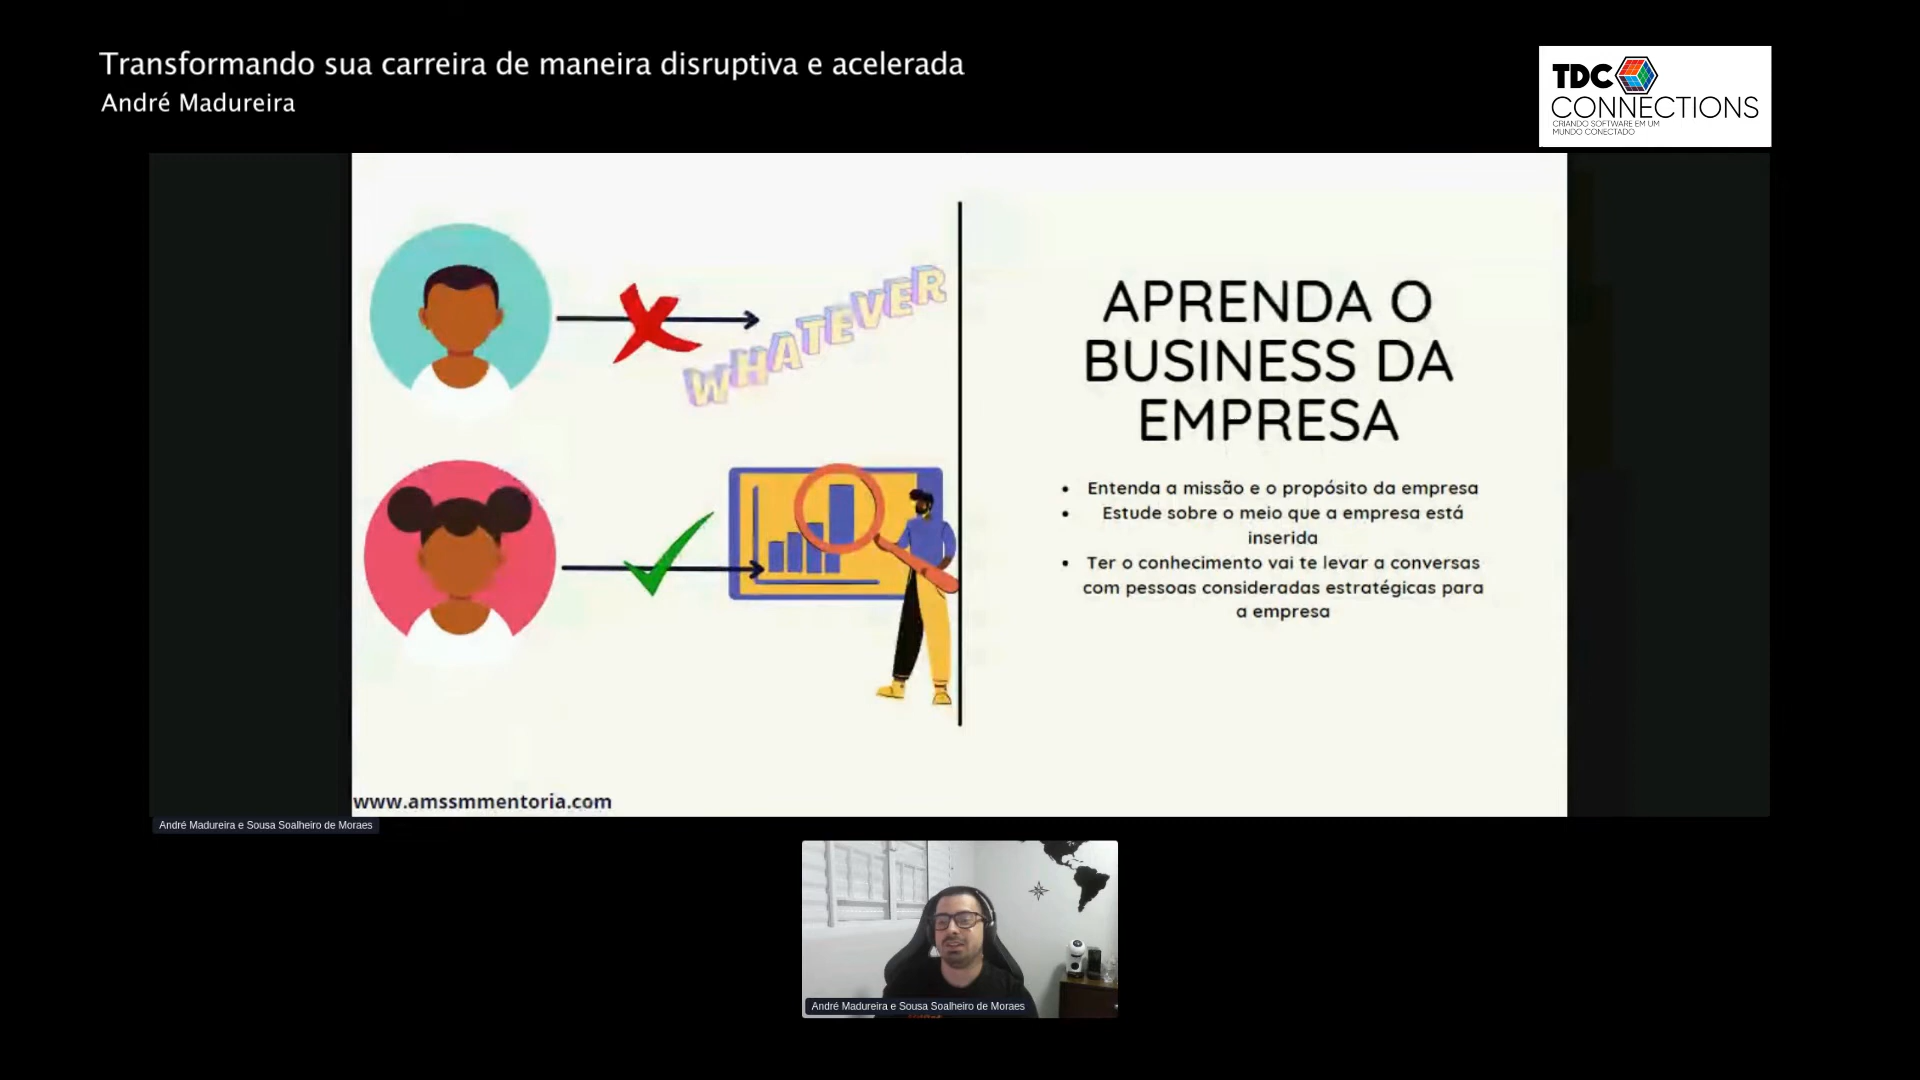 Transformando sua carreira de maneira disruptiva e acelerada
André Madureira
TDC
CONNECTIONS
CRIANDO SOFTWARE EM UM
MUNDO CONECTADO
WHATEVER
APRENDA O
BUSINESS DA
EMPRESA
• Entenda a missão e o propósito da empresa
• Estude sobre o meio que a empresa está
inserida
• Ter o conhecimento vai te levar a conversas
com pessoas consideradas estratégicas para
a empresa
www.amssmmentoria.com
André Madureira e Sousa Soalheiro de Moraes
André Madureira e Sousa Soalheiro de Moraes